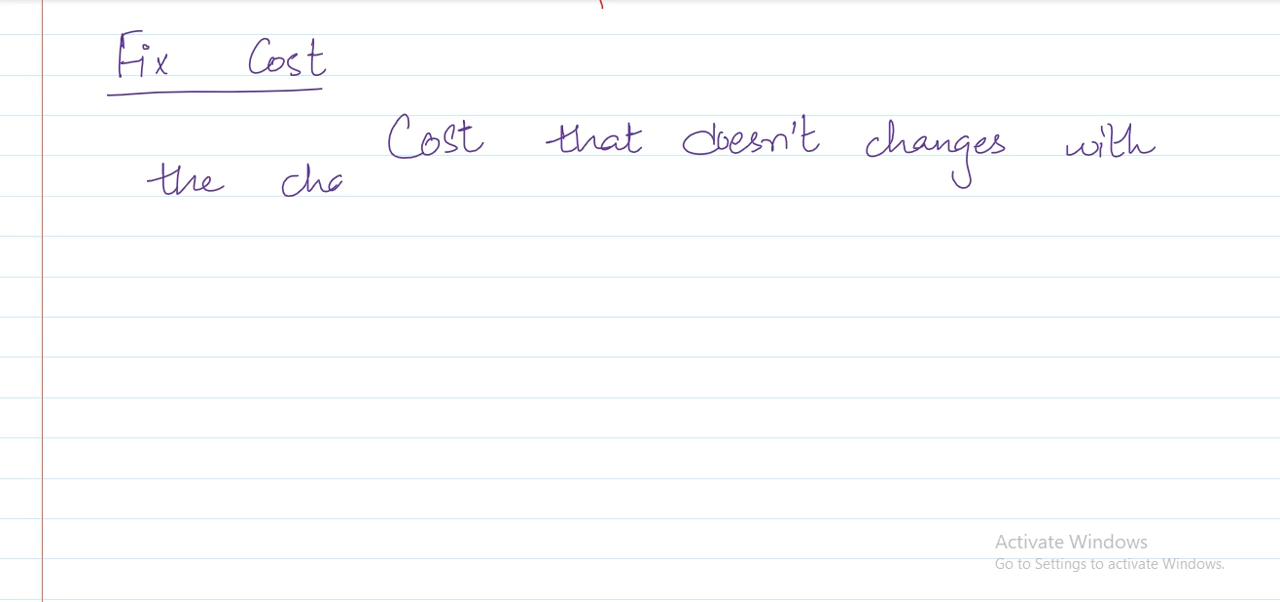 Fix Cost
Cost that doesn't changes with
the cha
Activate Windows
Go to Settings to activate Windows.